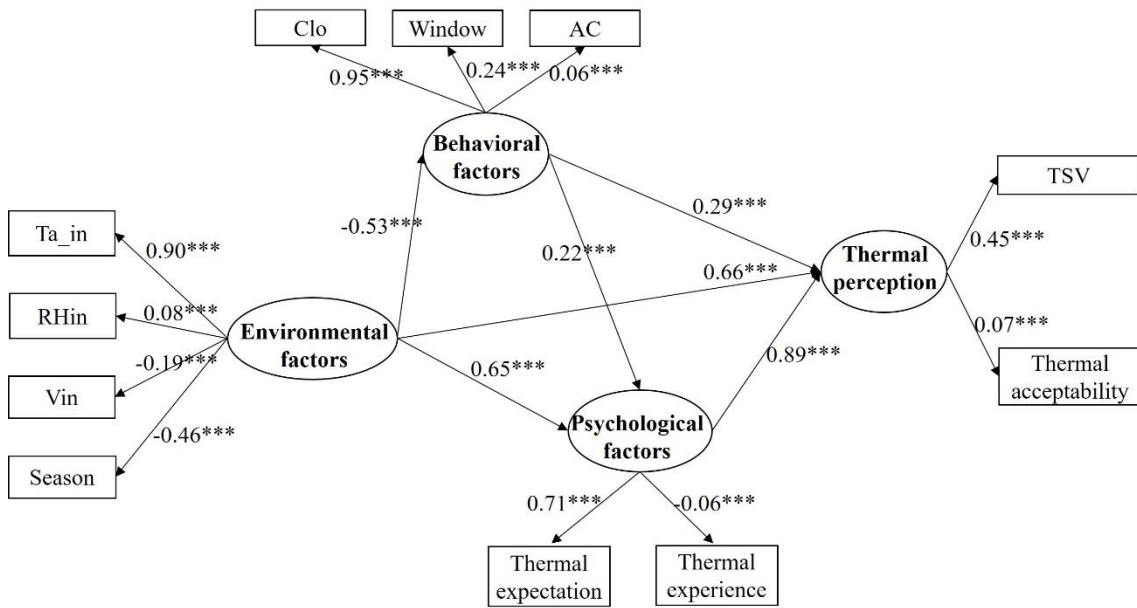 Clo
Window
AC
0.95***
0.24***
0.06***
Behavioral
factors
TSV
Ta_in
0.90***
-0.53***
0.29***
0.45***
0.22***
Thermal
perception
RHin
0.08***
Environmental
factors
0.66***
0.07***
-0.19***
0.65***
0.89***
Thermal
acceptability
Vin
-0.46***
Psychological
factors
Season
0.71***
-0.06***
Thermal
expectation
Thermal
experience